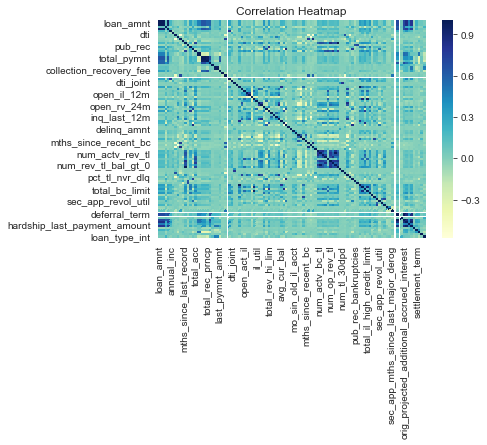 Correlation Heatmap
loan_amnt
dti
pub_rec
total_pymnt
collection_recovery_fee
dti_joint
open_il_12m
open_rv_24m
inq_last_12m
delinq_amnt
mths_since_recent_bc
num_actv_rev_tl
num_rev_tl_bal_gt_0
pct_tl_nvr_dlq
total_bc_limit
sec_app_revol_util
deferral_term
hardship_last_payment_amount
loan_type_int
0.9
0.6
0.3
0.0
−0.3
loan_amnt
annual_inc
mths_since_last_record
total_acc
total_rec_prncp
last_pymnt_amnt
dti_joint
open_act_il
il_util
total_rev_hi_lim
avg_cur_bal
mo_sin_old_il_acct
mths_since_recent_bc
num_actv_bc_tl
num_op_rev_tl
num_tl_30dpd
pub_rec_bankruptcies
total_il_high_credit_limit
sec_app_revol_util
sec_app_mths_since_last_major_derog
orig_projected_additional_accrued_interest
settlement_term